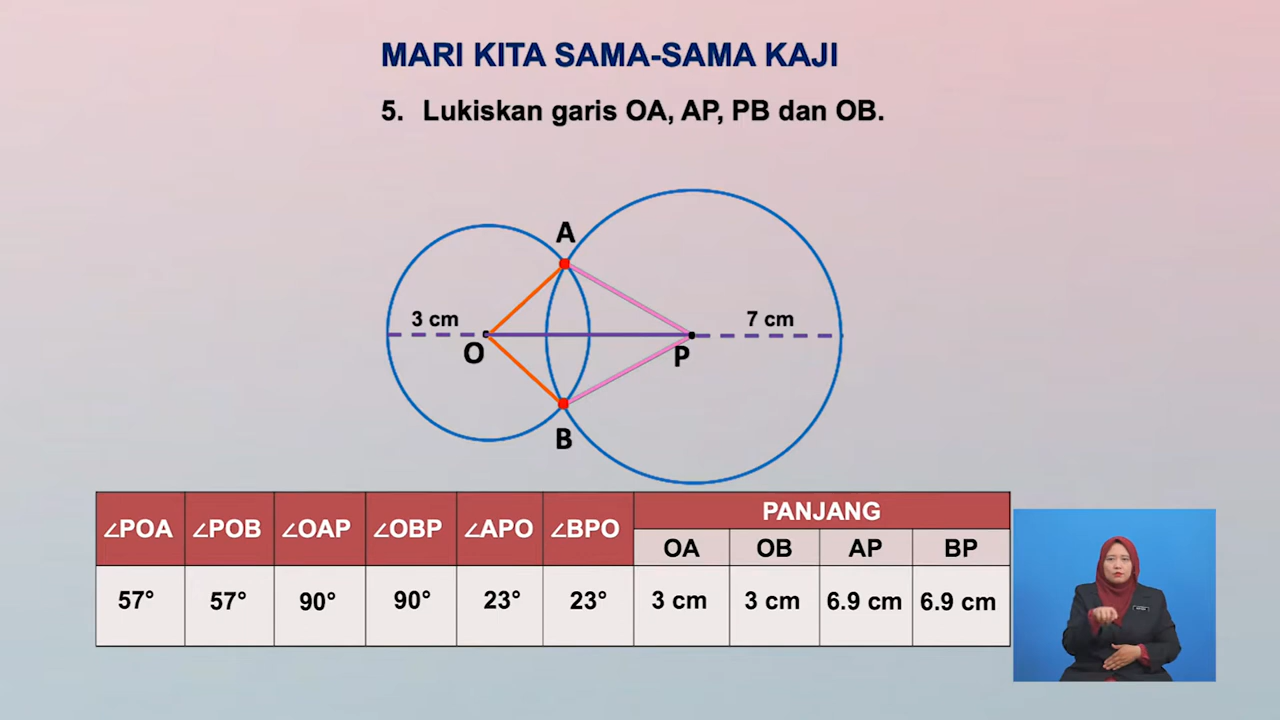 MARI KITA SAMA-SAMA KAJI
5. Lukiskan garis OA, AP, PB dan OB.
A
3 cm
7 cm
O
P
B
∠POA ∠POB ∠OAP ∠OBP ∠APO ∠BPO PANJANG
OA OB AP BP
57° 57° 90° 90° 23° 23° 3 cm 3 cm 6.9 cm 6.9 cm